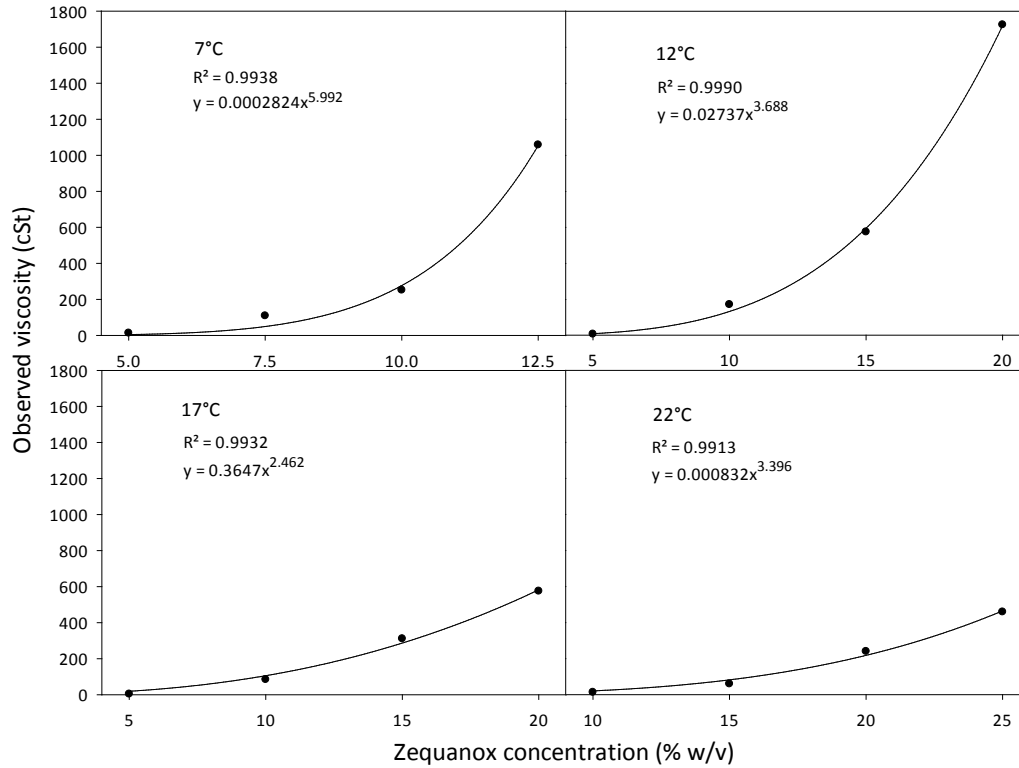 1800
1600
1400
1200
1000
800
600
400
200
0
7°C
R² = 0.9938
y = 0.0002824x^5.992
5.0 7.5 10.0 12.5
12°C
R² = 0.9990
y = 0.02737x^3.688
5 10 15 20
1800
1600
1400
1200
1000
800
600
400
200
0
17°C
R² = 0.9932
y = 0.3647x^2.462
5 10 15 20
22°C
R² = 0.9913
y = 0.000832x^3.396
10 15 20 25
Observed viscosity (cSt)
Zequanox concentration (% w/v)